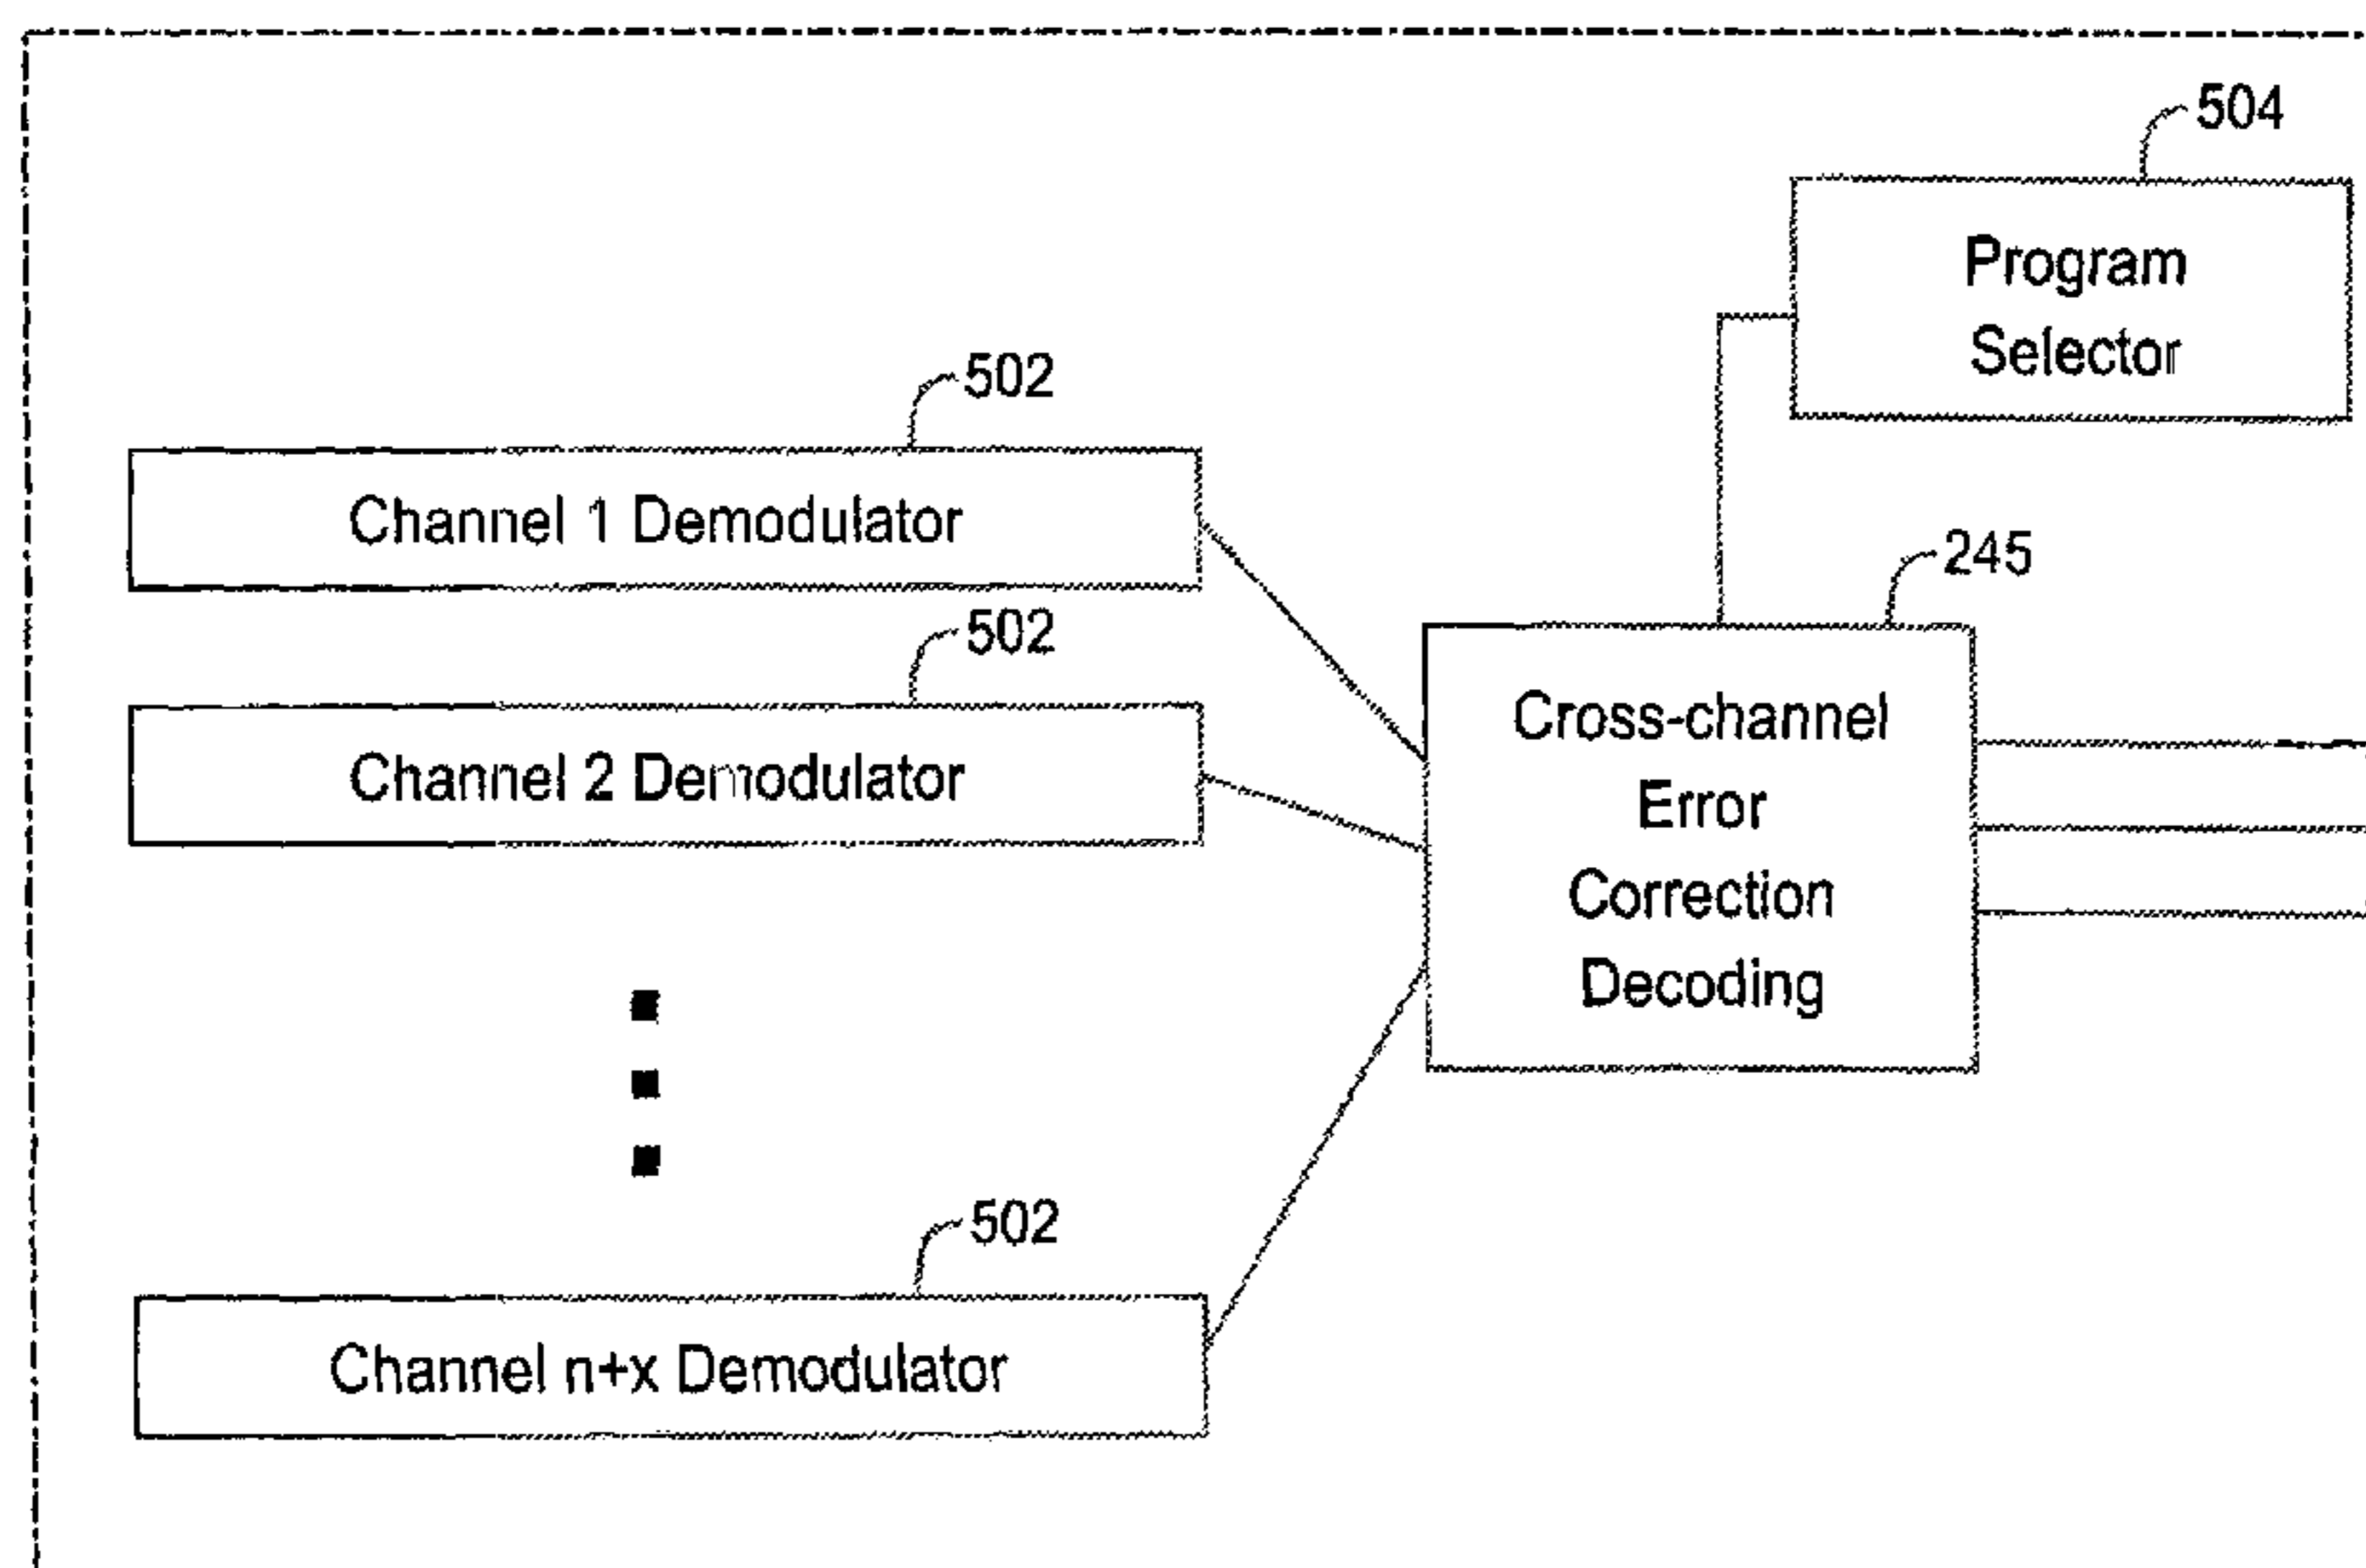 504
Program
Selector
502
Channel 1 Demodulator
245
502
Channel 2 Demodulator
Cross-channel
Error
Correction
Decoding
502
Channel n+x Demodulator